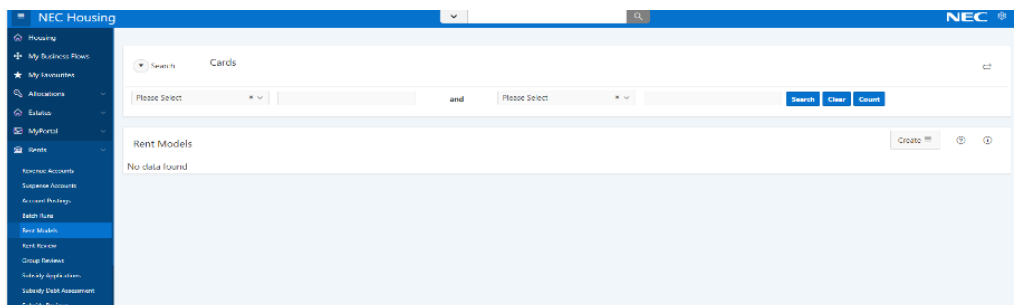 NEC Housing
NEC
Housing
My Business Flows
My Favourites
Allocations
Estates
MyPortal
Rents
Revenue Accounts
Suspense Accounts
Account Postings
Batch Runs
Rent Models
Rent Review
Group Reviews
Subsidy Applications
Subsidy Debt Assessment
Search
Cards
Please Select
and
Please Select
Search Clear Count
Rent Models
Create
No data found